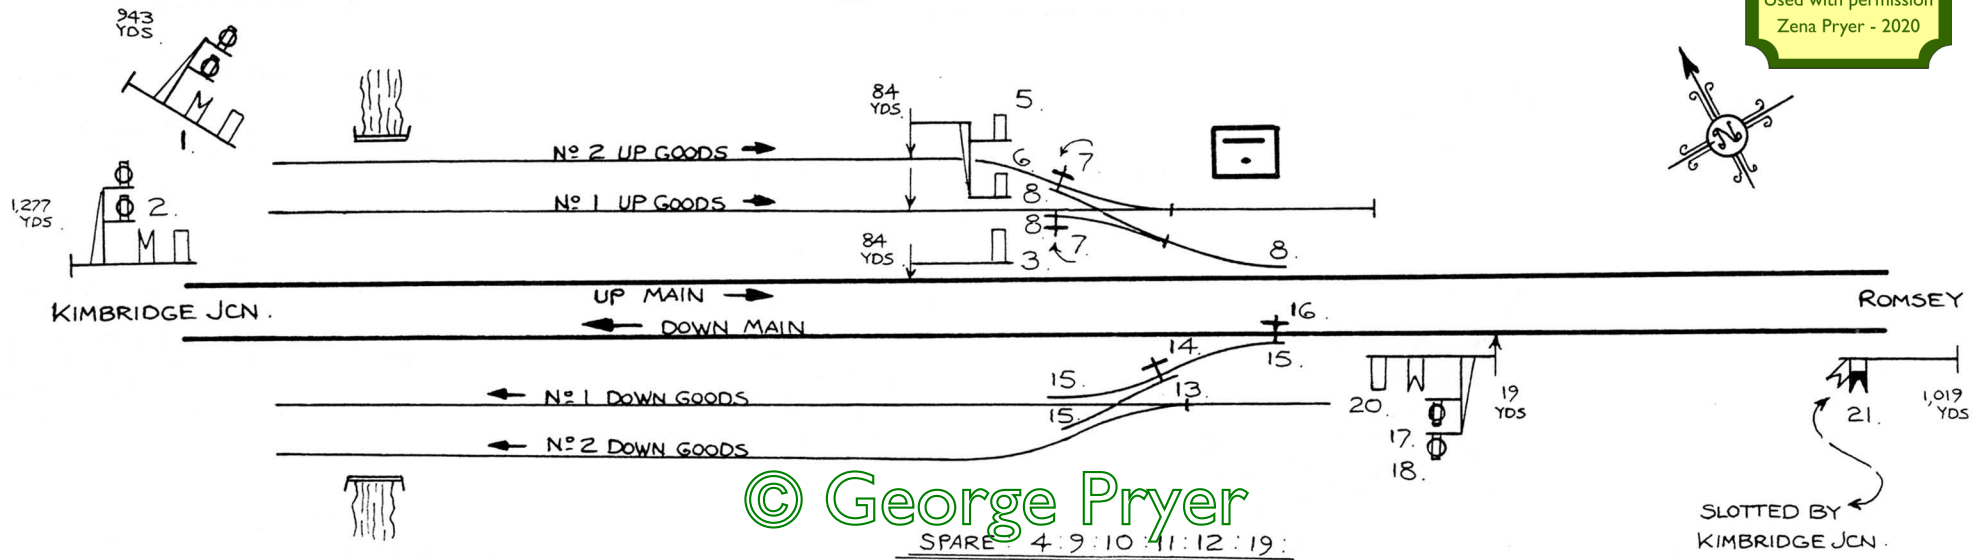 943
YDS
Used with permission
Zena Pryer - 2020
1.
1,277
YDS
2.
M
M
84
YDS.
5.
No 2 UP GOODS
6.
7.
No 1 UP GOODS
8.
8
7.
84
YDS
3.
8.
N
KIMBRIDGE JCN.
UP MAIN
ROMSEY
DOWN MAIN
16.
14.
15.
15.
13.
No 1 DOWN GOODS
15.
No 2 DOWN GOODS
20.
17.
18.
19
YDS
21.
1,019
YDS
© George Pryer
SLOTTED BY
KIMBRIDGE JCN.
SPARE 4:9:10:11:12:19: